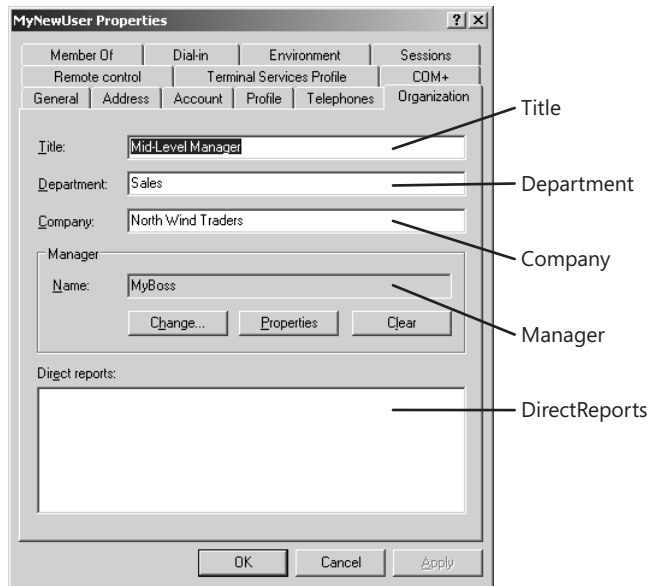 MyNewUser Properties
Member Of Dial-in Environment Sessions
Remote control Terminal Services Profile COM+
General Address Account Profile Telephones Organization
Title
Title: Mid-Level Manager
Department: Sales
Department
Company: North Wind Traders
Company
Manager
Name: MyBoss
Change... Properties Clear
Manager
Direct reports:
DirectReports
OK Cancel Apply